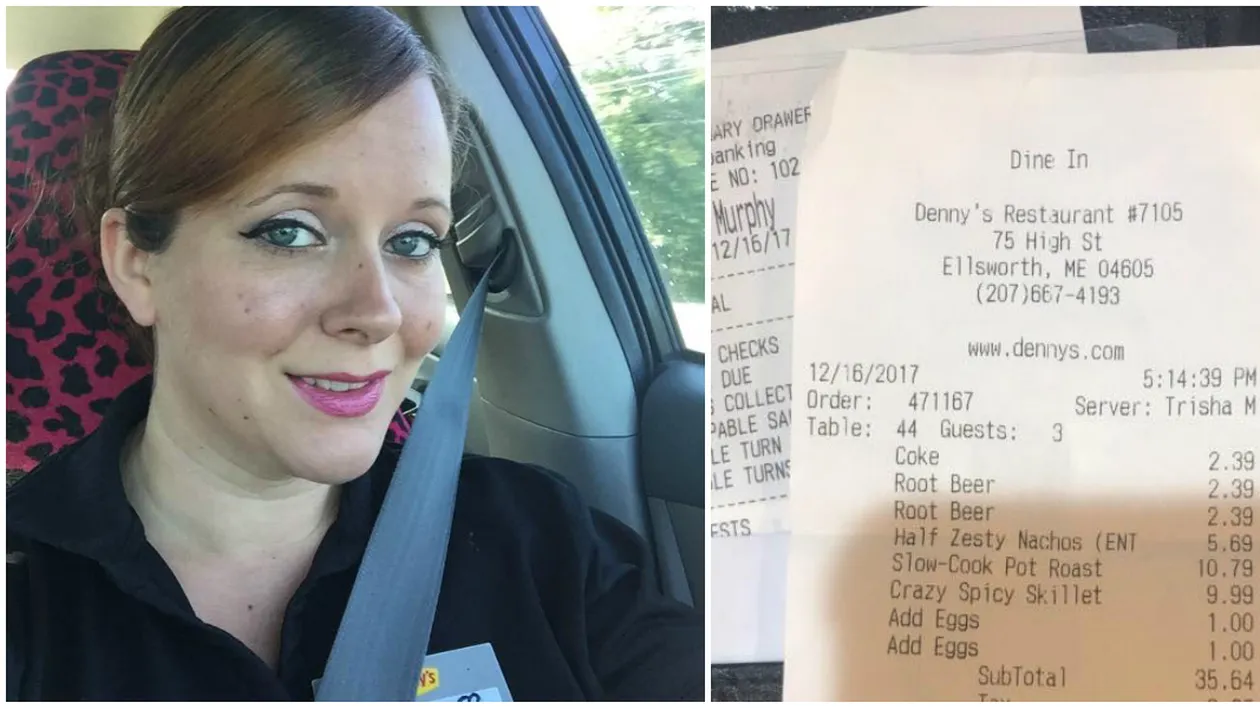 y's
ARY DRAWER
anking
E NO: 102
Murphy
12/16/17
AL
CHECKS
DUE
COLLECT
PABLE SA
LE TURN
LE TURNS
ESTS
Dine In
Denny's Restaurant #7105
75 High St
Ellsworth, ME 04605
(207)667-4193
www.dennys.com
12/16/2017 5:14:39 PM
Order: 471167 Server: Trisha M
Table: 44 Guests: 3
Coke 2.39
Root Beer 2.39
Root Beer 2.39
Half Zesty Nachos (ENT 5.69
Slow-Cook Pot Roast 10.79
Crazy Spicy Skillet 9.99
Add Eggs 1.00
Add Eggs 1.00
SubTotal 35.64